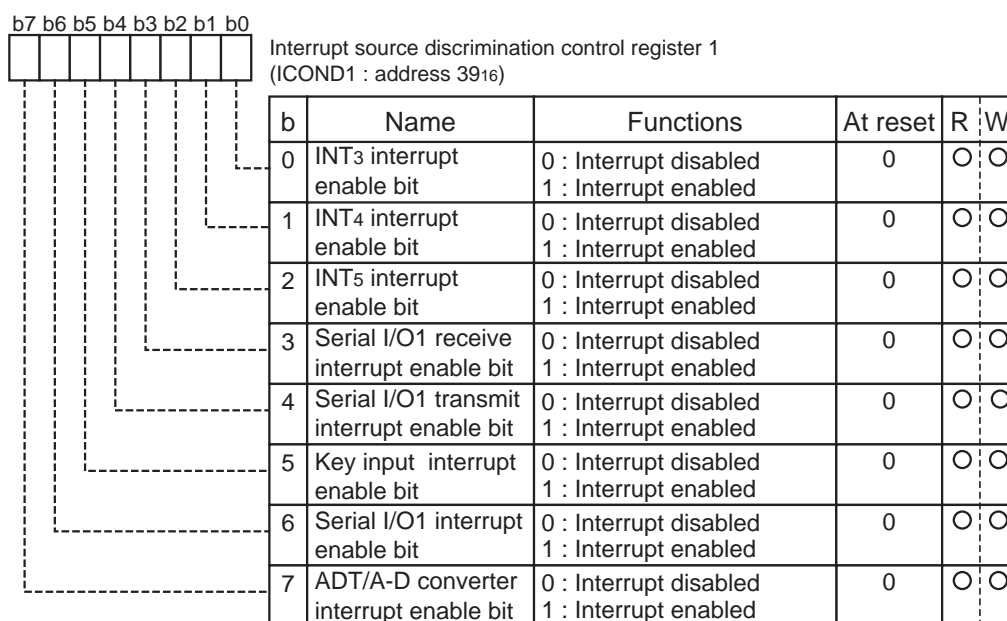 b7 b6 b5 b4 b3 b2 b1 b0
Interrupt source discrimination control register 1
(ICOND1 : address 3916)
b Name Functions At reset R W
0 INT3 interrupt enable bit 0 : Interrupt disabled 0
1 : Interrupt enabled
1 INT4 interrupt enable bit 0 : Interrupt disabled 0
1 : Interrupt enabled
2 INT5 interrupt enable bit 0 : Interrupt disabled 0
1 : Interrupt enabled
3 Serial I/O1 receive interrupt enable bit 0 : Interrupt disabled 0
1 : Interrupt enabled
4 Serial I/O1 transmit interrupt enable bit 0 : Interrupt disabled 0
1 : Interrupt enabled
5 Key input interrupt enable bit 0 : Interrupt disabled 0
1 : Interrupt enabled
6 Serial I/O1 interrupt enable bit 0 : Interrupt disabled 0
1 : Interrupt enabled
7 ADT/A-D converter interrupt enable bit 0 : Interrupt disabled 0
1 : Interrupt enabled